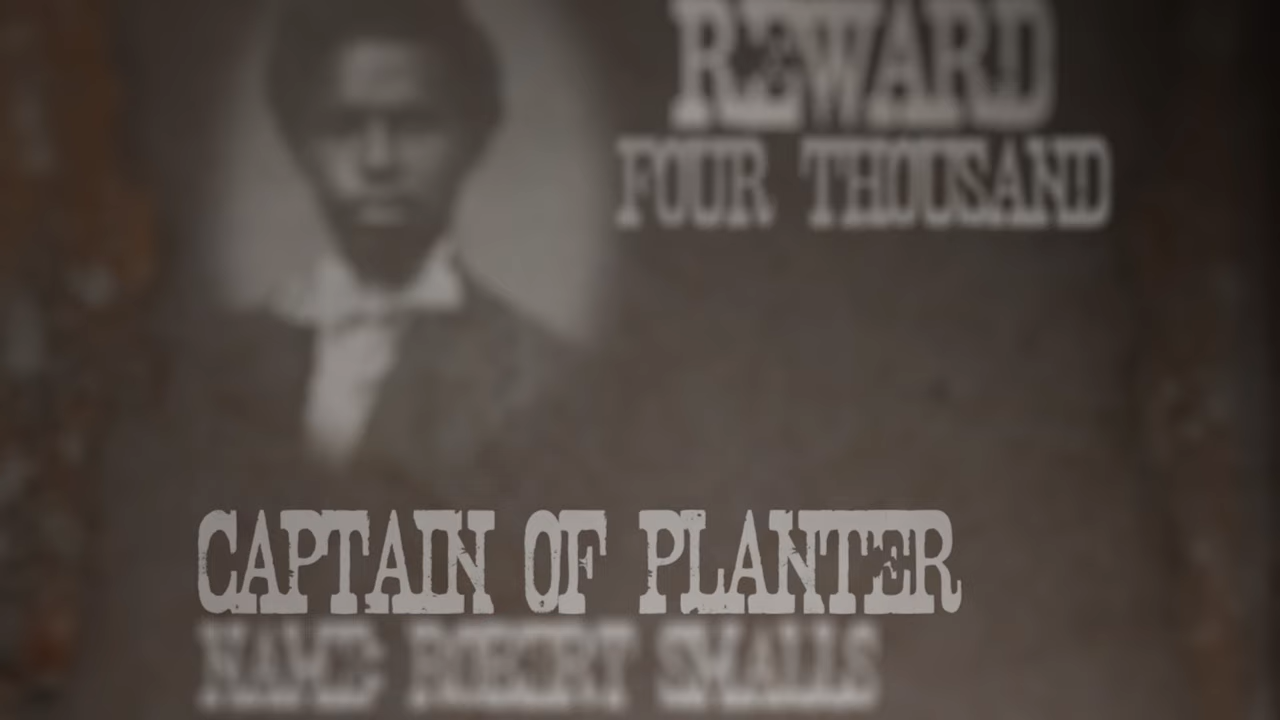 REWARD
FOUR THOUSAND
CAPTAIN OF PLANTER
NAME: ROBERT SMALLS